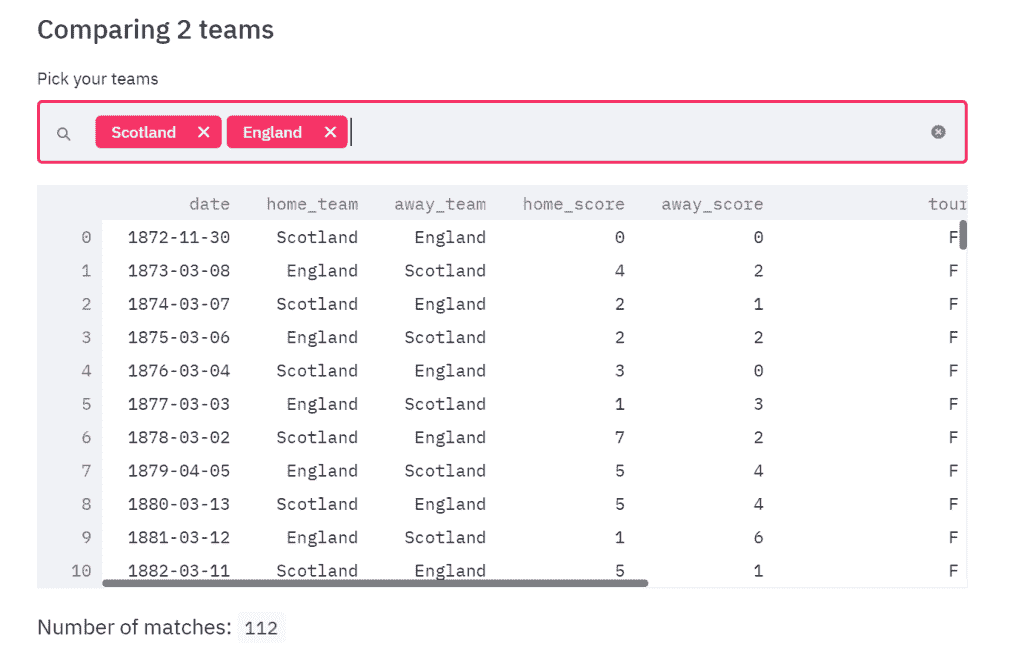 Comparing 2 teams
Pick your teams
Scotland × England ×
date home_team away_team home_score away_score tour
0 1872-11-30 Scotland England 0 0 F
1 1873-03-08 England Scotland 4 2 F
2 1874-03-07 Scotland England 2 1 F
3 1875-03-06 England Scotland 2 2 F
4 1876-03-04 Scotland England 3 0 F
5 1877-03-03 England Scotland 1 3 F
6 1878-03-02 Scotland England 7 2 F
7 1879-04-05 England Scotland 5 4 F
8 1880-03-13 Scotland England 5 4 F
9 1881-03-12 England Scotland 1 6 F
10 1882-03-11 Scotland England 5 1 F
Number of matches: 112